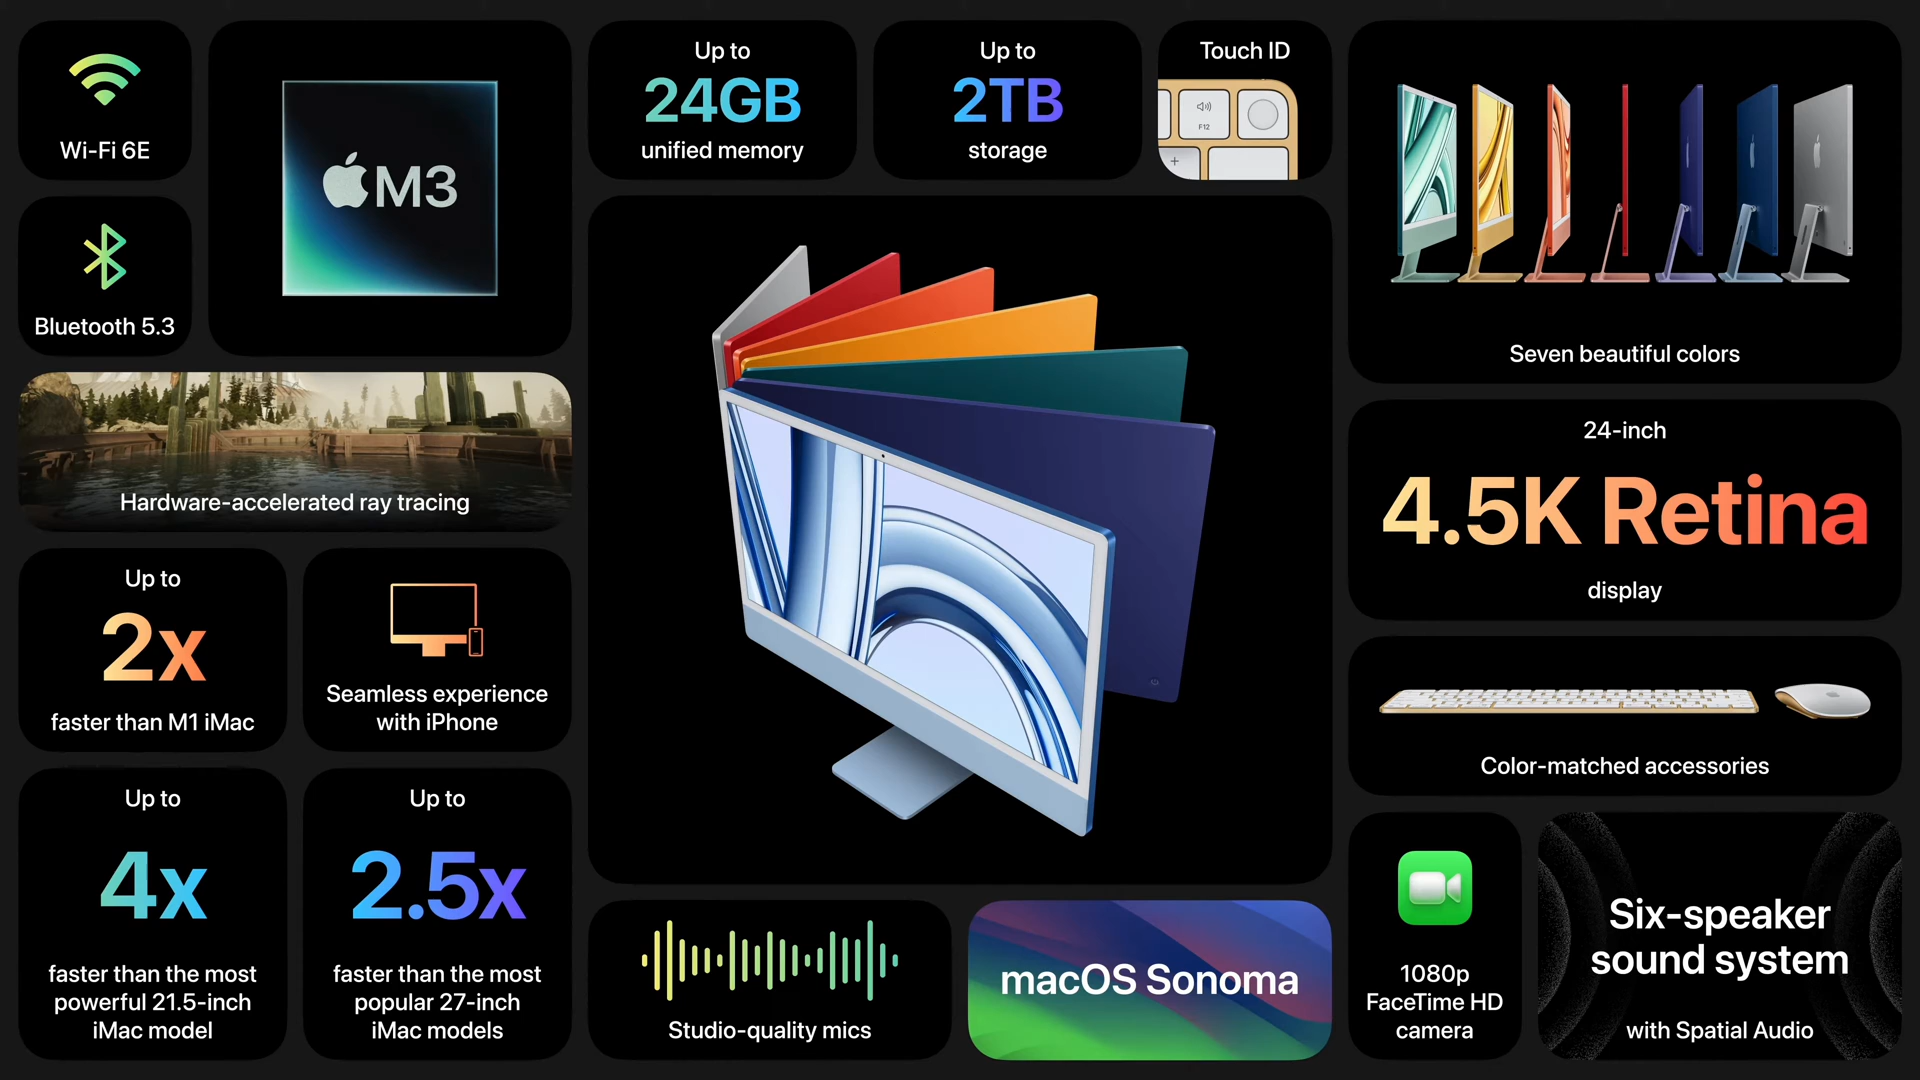 Wi-Fi 6E
Bluetooth 5.3
M3
Up to
24GB
unified memory
Up to
2TB
storage
Touch ID
F12
+
Seven beautiful colors
Hardware-accelerated ray tracing
24-inch
4.5K Retina
display
Up to
2x
faster than M1 iMac
Seamless experience
with iPhone
Color-matched accessories
Up to
4x
faster than the most
powerful 21.5-inch
iMac model
Up to
2.5x
faster than the most
popular 27-inch
iMac models
Studio-quality mics
macOS Sonoma
1080p
FaceTime HD
camera
Six-speaker
sound system
with Spatial Audio